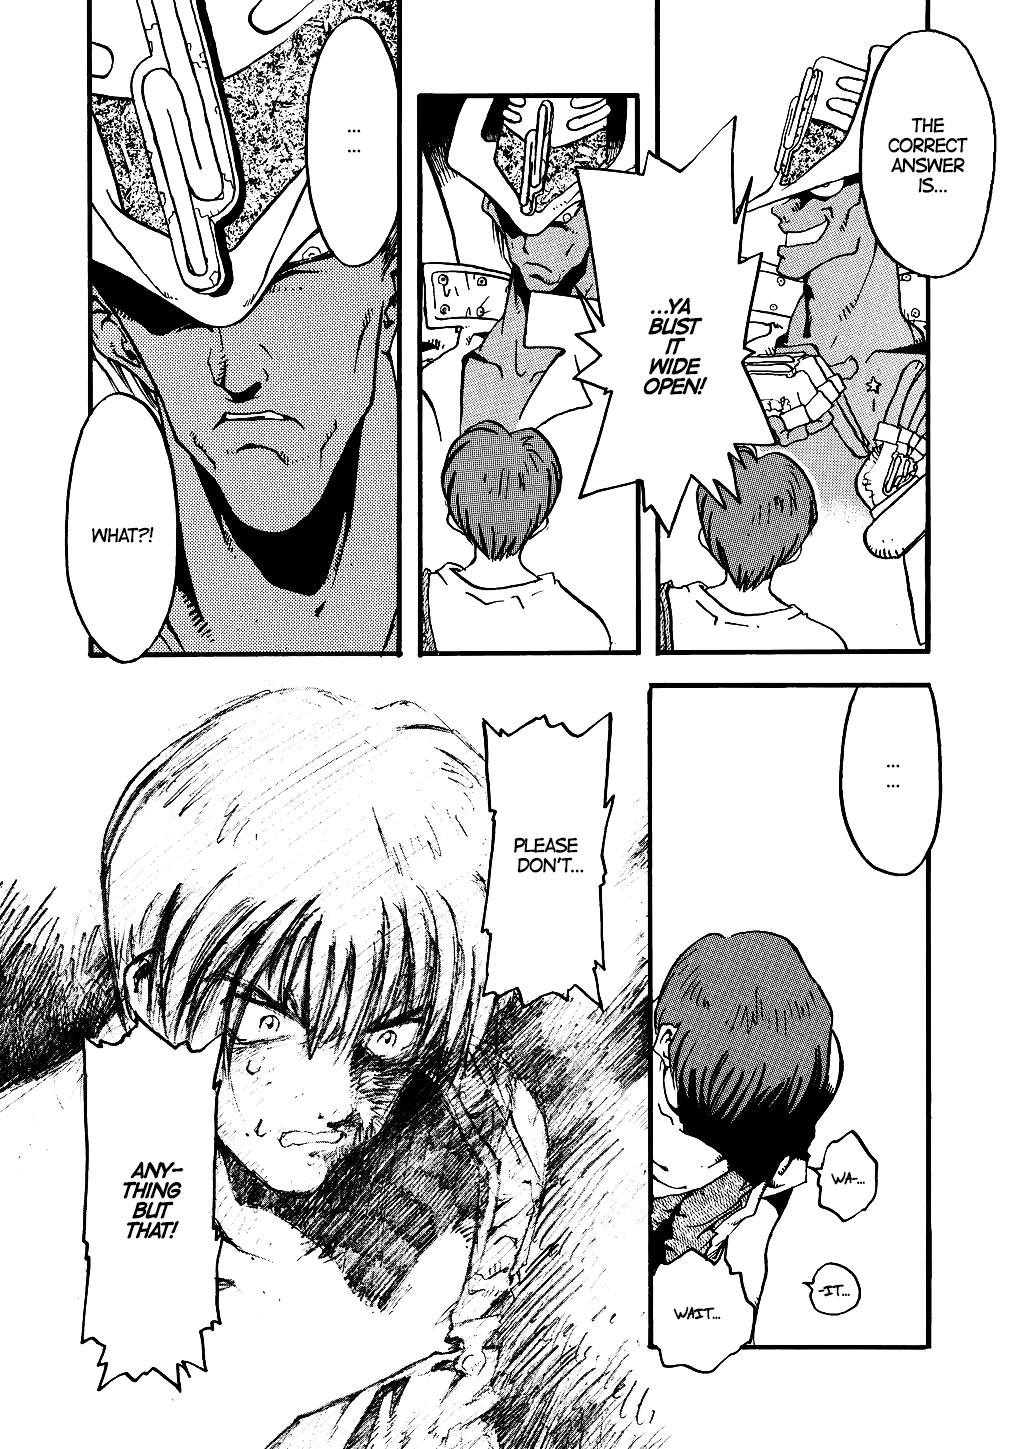 THE
CORRECT
ANSWER
IS...
...YA
BUST
IT
WIDE
OPEN!
...
...
WHAT?!
...
...
WA-...
-IT...
WAIT...
PLEASE
DON'T...
ANY-
THING
BUT
THAT!